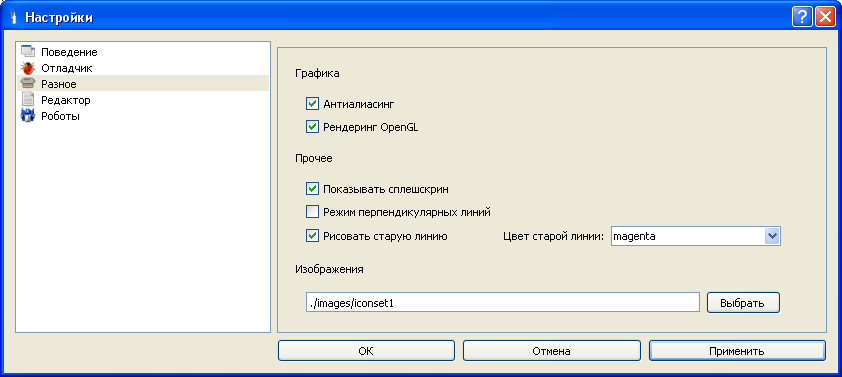 Настройки
Поведение
Отладчик
Разное
Редактор
Роботы
Графика
Антиалиасинг
Рендеринг OpenGL
Прочее
Показывать сплешскрин
Режим перпендикулярных линий
Рисовать старую линию Цвет старой линии: magenta
Изображения
./images/iconset1 Выбрать
OK Отмена Применить